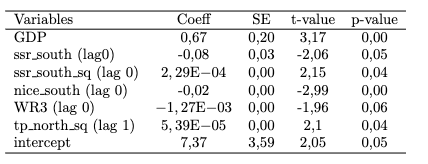 Variables Coeff SE t-value p-value
GDP 0,67 0,20 3,17 0,00
ssr_south (lag0) -0,08 0,03 -2,06 0,05
ssr_south_sq (lag 0) 2,29E−04 0,00 2,15 0,04
nice_south (lag 0) -0,02 0,00 -2,99 0,00
WR3 (lag 0) −1,27E−03 0,00 -1,96 0,06
tp_north_sq (lag 1) 5,39E−05 0,00 2,1 0,04
intercept 7,37 3,59 2,05 0,05